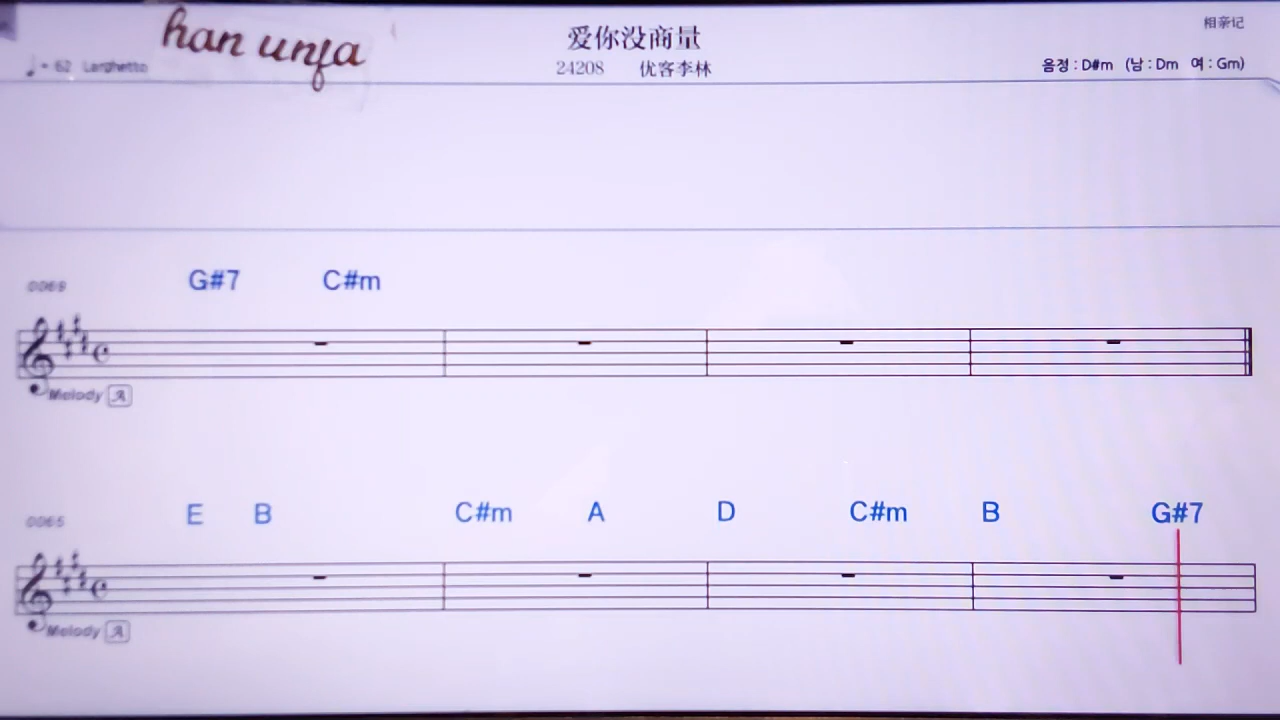 han unfa
爱你没商量
相亲记
♩= 62 Larghetto
24208 优客李林
음정 : D#m (남 : Dm 여 : Gm)
0069 G#7 C#m
Melody A
0065 E B C#m A D C#m B G#7
Melody A